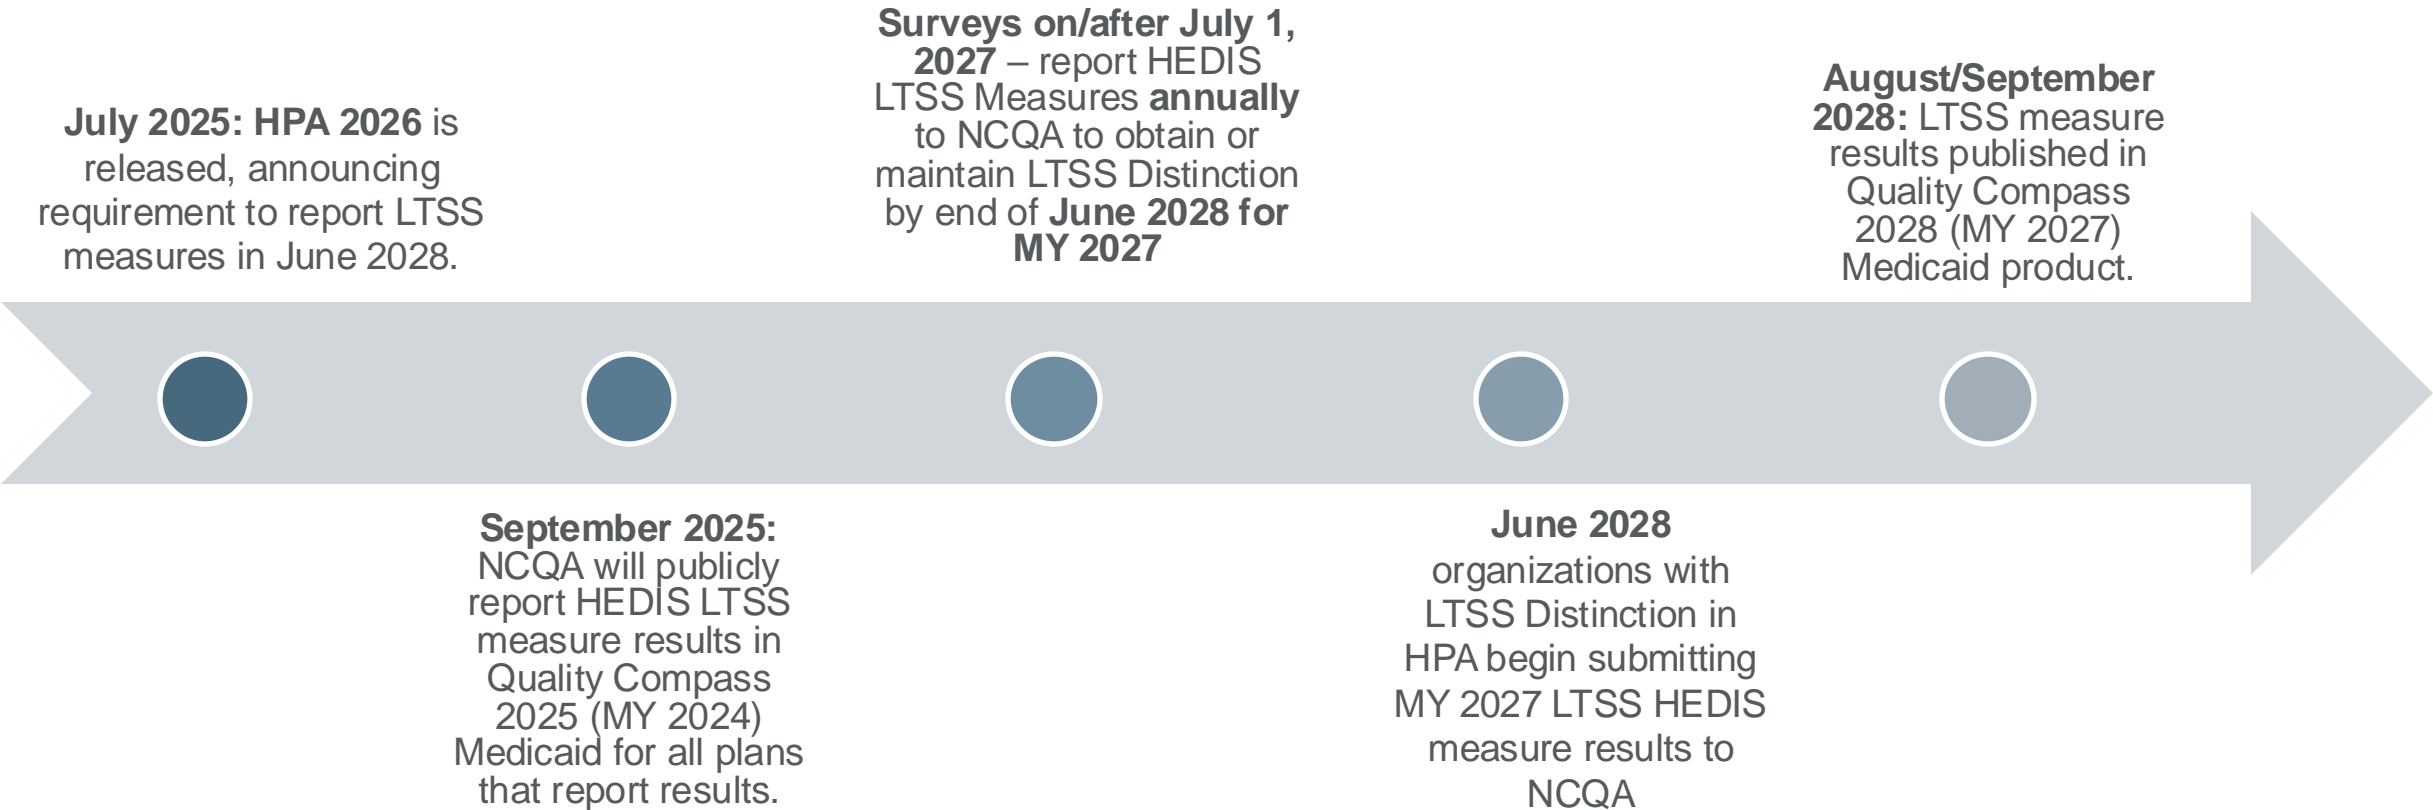 July 2025: HPA 2026 is
released, announcing
requirement to report LTSS
measures in June 2028.
September 2025:
NCQA will publicly
report HEDIS LTSS
measure results in
Quality Compass
2025 (MY 2024)
Medicaid for all plans
that report results.
Surveys on/after July 1,
2027 – report HEDIS
LTSS Measures annually
to NCQA to obtain or
maintain LTSS Distinction
by end of June 2028 for
MY 2027
June 2028
organizations with
LTSS Distinction in
HPA begin submitting
MY 2027 LTSS HEDIS
measure results to
NCQA
August/September
2028: LTSS measure
results published in
Quality Compass
2028 (MY 2027)
Medicaid product.